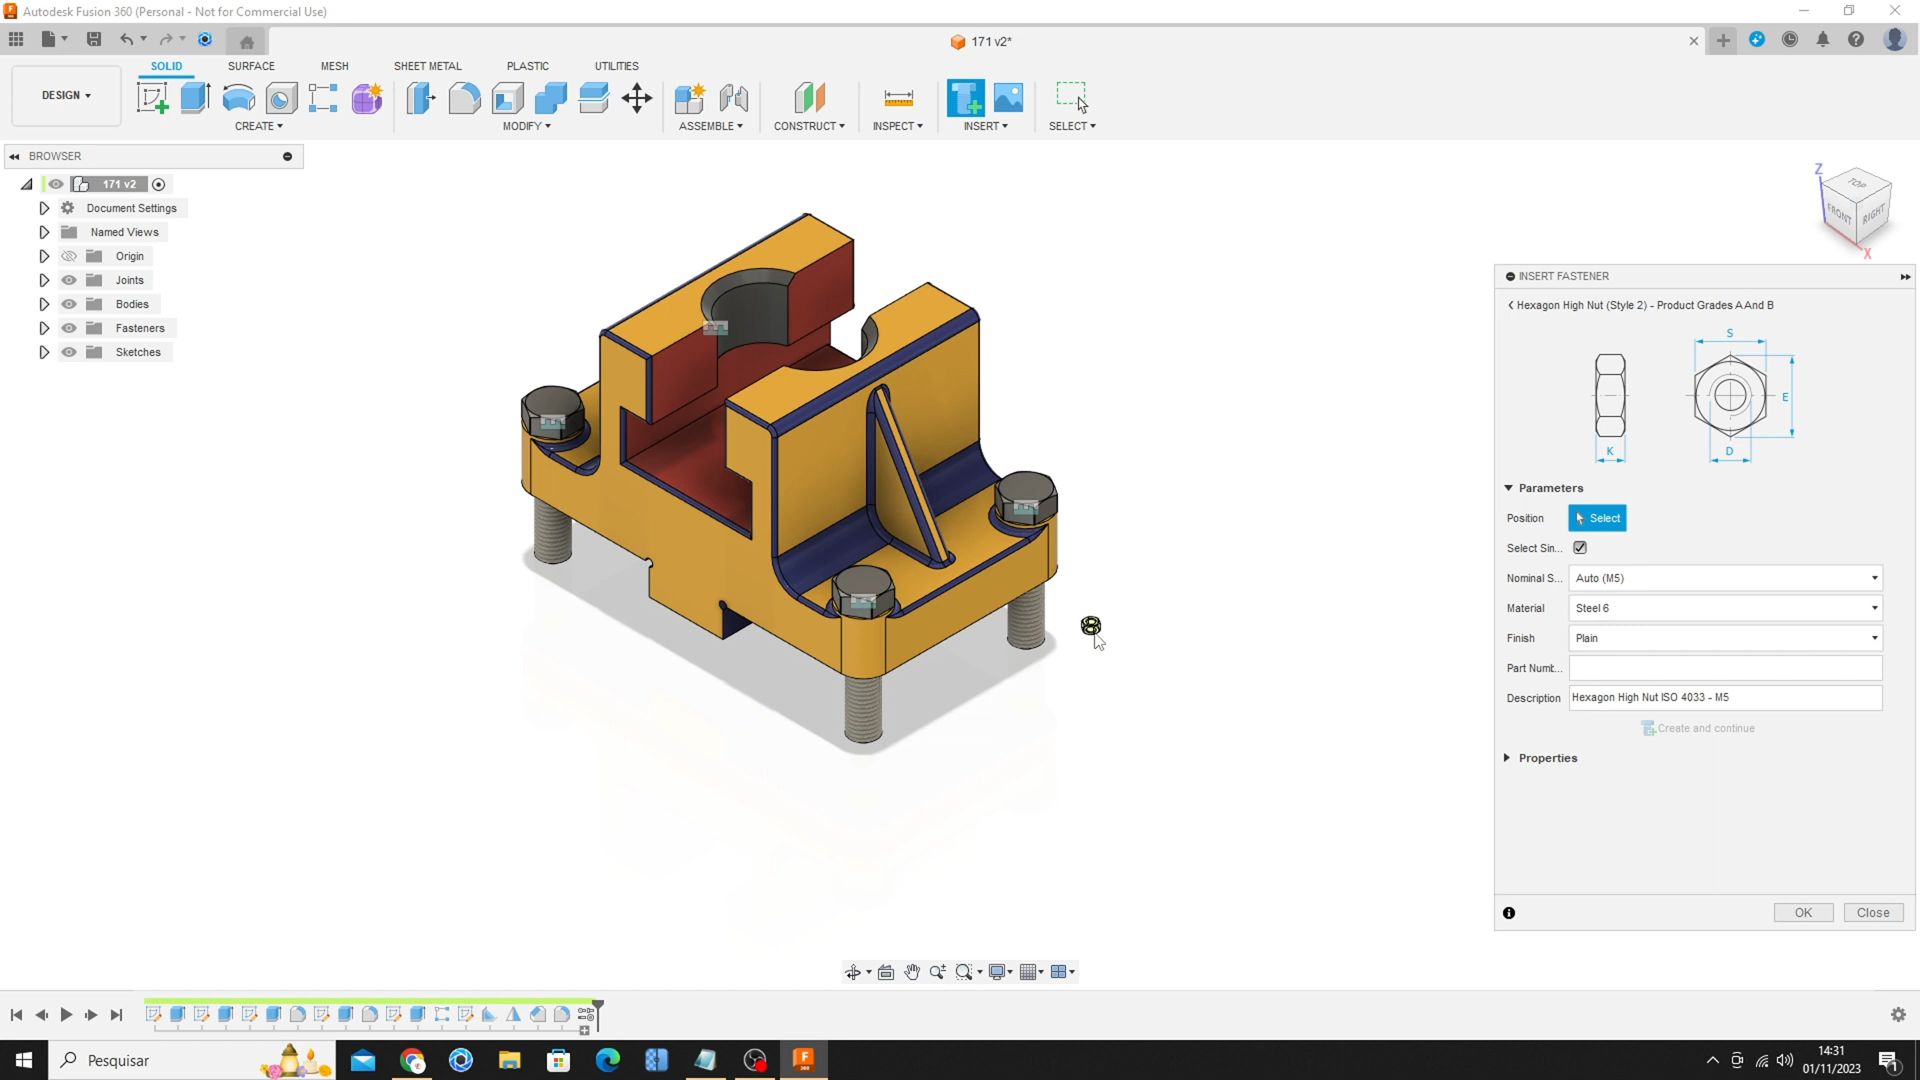 Autodesk Fusion 360 (Personal - Not for Commercial Use)
171 v2*
SOLID SURFACE MESH SHEET METAL PLASTIC UTILITIES
DESIGN
CREATE MODIFY ASSEMBLE CONSTRUCT INSPECT INSERT SELECT
BROWSER
171 v2
Document Settings
Named Views
Origin
Joints
Bodies
Fasteners
Sketches
Z
TOP
FRONT
RIGHT
X
INSERT FASTENER
Hexagon High Nut (Style 2) - Product Grades A And B
S
E
K
D
Parameters
Position Select
Select Sin...
Nominal S... Auto (M5)
Material Steel 6
Finish Plain
Part Numb...
Description Hexagon High Nut ISO 4033 - M5
Create and continue
Properties
OK Close
Pesquisar
14:31
01/11/2023
1